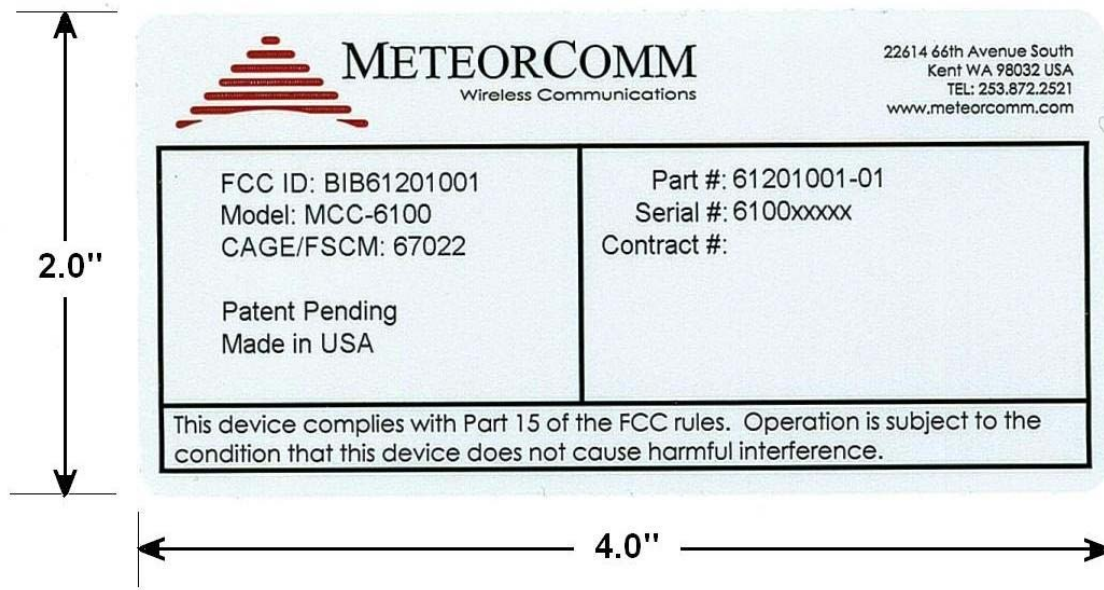 METEORCOMM
Wireless Communications
22614 66th Avenue South
Kent WA 98032 USA
TEL: 253.872.2521
www.meteorcomm.com
FCC ID: BIB61201001
Model: MCC-6100
CAGE/FSCM: 67022
Patent Pending
Made in USA
Part #: 61201001-01
Serial #: 6100xxxxx
Contract #:
This device complies with Part 15 of the FCC rules. Operation is subject to the
condition that this device does not cause harmful interference.
2.0"
4.0"